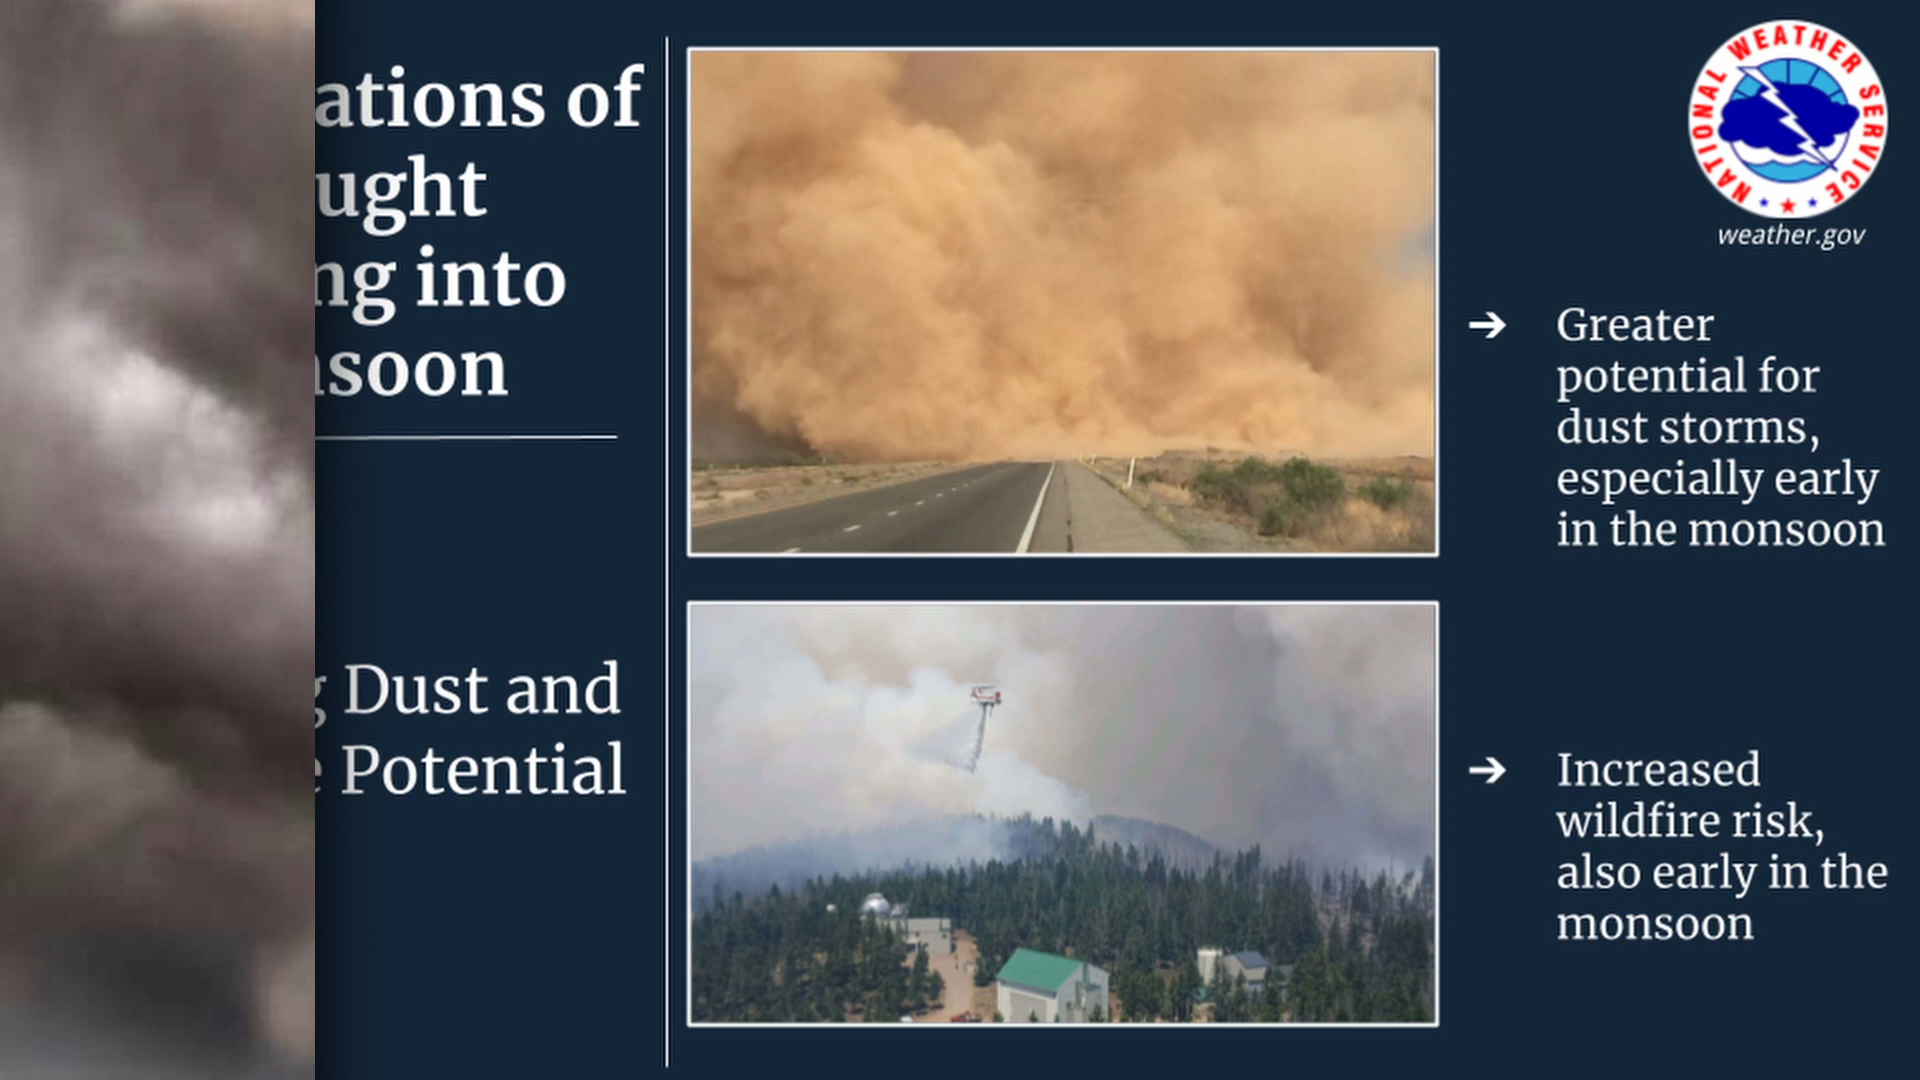 ations of
ught
ng into
nsoon
g Dust and
e Potential
NATIONAL WEATHER SERVICE
weather.gov
➔ Greater
potential for
dust storms,
especially early
in the monsoon
➔ Increased
wildfire risk,
also early in the
monsoon